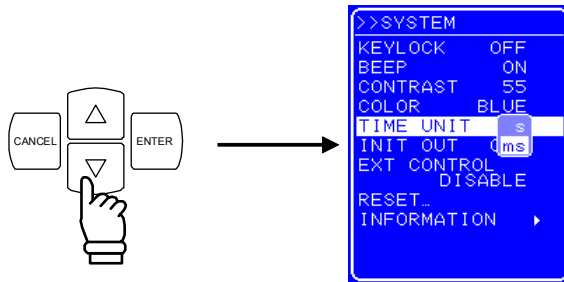 CANCEL
ENTER
>>SYSTEM
KEYLOCK OFF
BEEP ON
CONTRAST 55
COLOR BLUE
TIME UNIT s
INIT OUT ms
EXT CONTROL
DISABLE
RESET…
INFORMATION